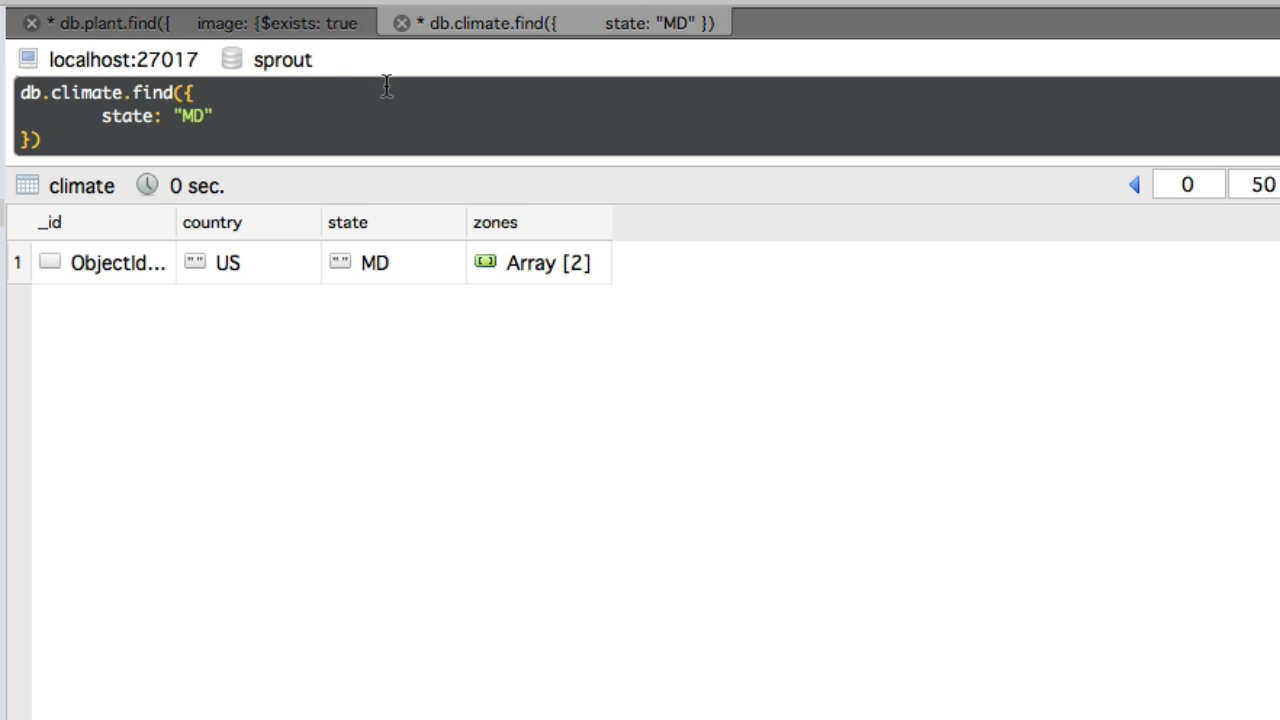 * db.plant.find({ image: {$exists: true
* db.climate.find({ state: "MD" })
localhost:27017 sprout
db.climate.find({
state: "MD"
})
climate 0 sec. 0 50
_id country state zones
1 ObjectId... "" US "" MD Array [2]